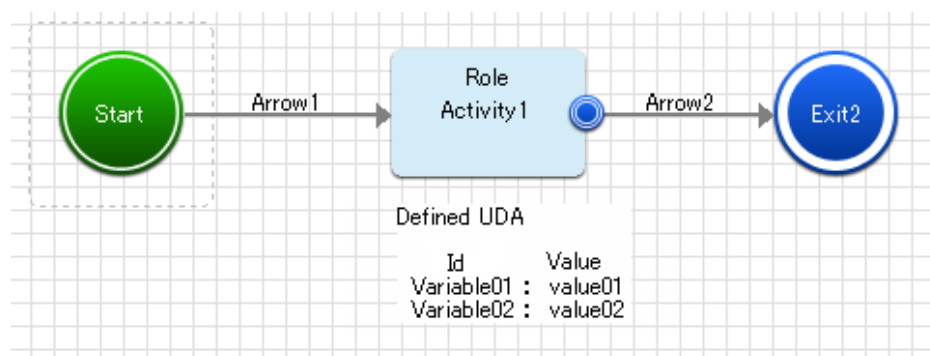 Start
Arrow1
Role
Activity1
Arrow2
Exit2
Defined UDA
Id Value
Variable01 : value01
Variable02 : value02